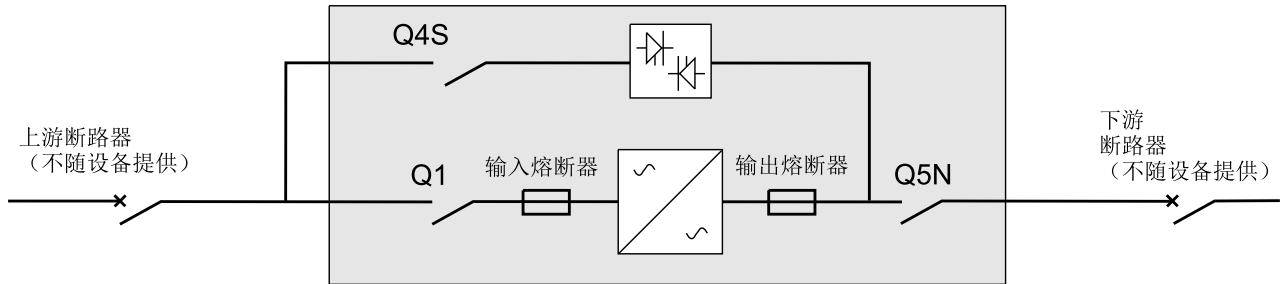 Q4S
上游断路器
（不随设备提供）
Q1
输入熔断器
输出熔断器
Q5N
下游
断路器
（不随设备提供）